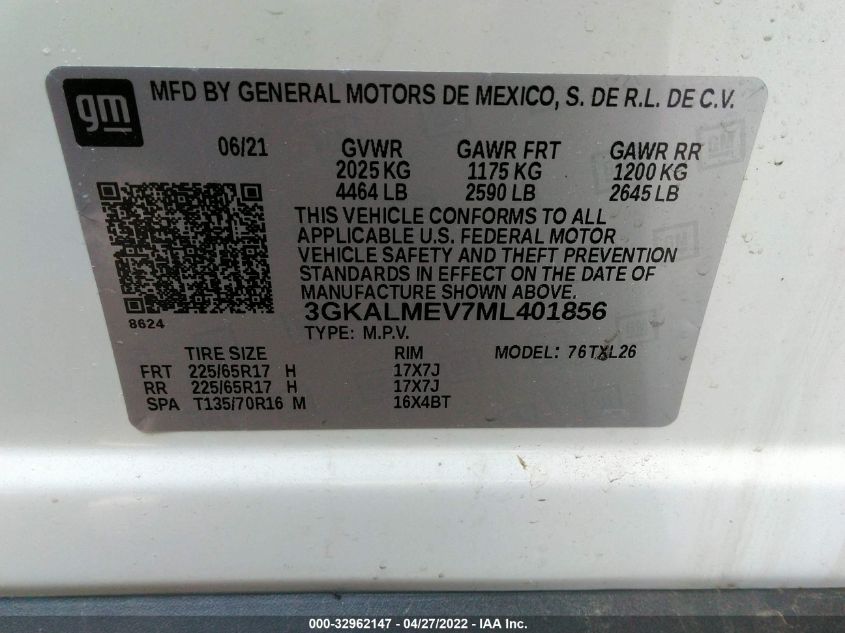 gm
MFD BY GENERAL MOTORS DE MEXICO, S. DE R.L. DE C.V.
06/21 GVWR GAWR FRT GAWR RR
2025 KG 1175 KG 1200 KG
4464 LB 2590 LB 2645 LB
THIS VEHICLE CONFORMS TO ALL
APPLICABLE U.S. FEDERAL MOTOR
VEHICLE SAFETY AND THEFT PREVENTION
STANDARDS IN EFFECT ON THE DATE OF
MANUFACTURE SHOWN ABOVE.
8624 3GKALMEV7ML401856
TYPE: M.P.V.
TIRE SIZE RIM MODEL: 76TXL26
FRT 225/65R17 H 17X7J
RR 225/65R17 H 17X7J
SPA T135/70R16 M 16X4BT
000-32962147 - 04/27/2022 - IAA Inc.